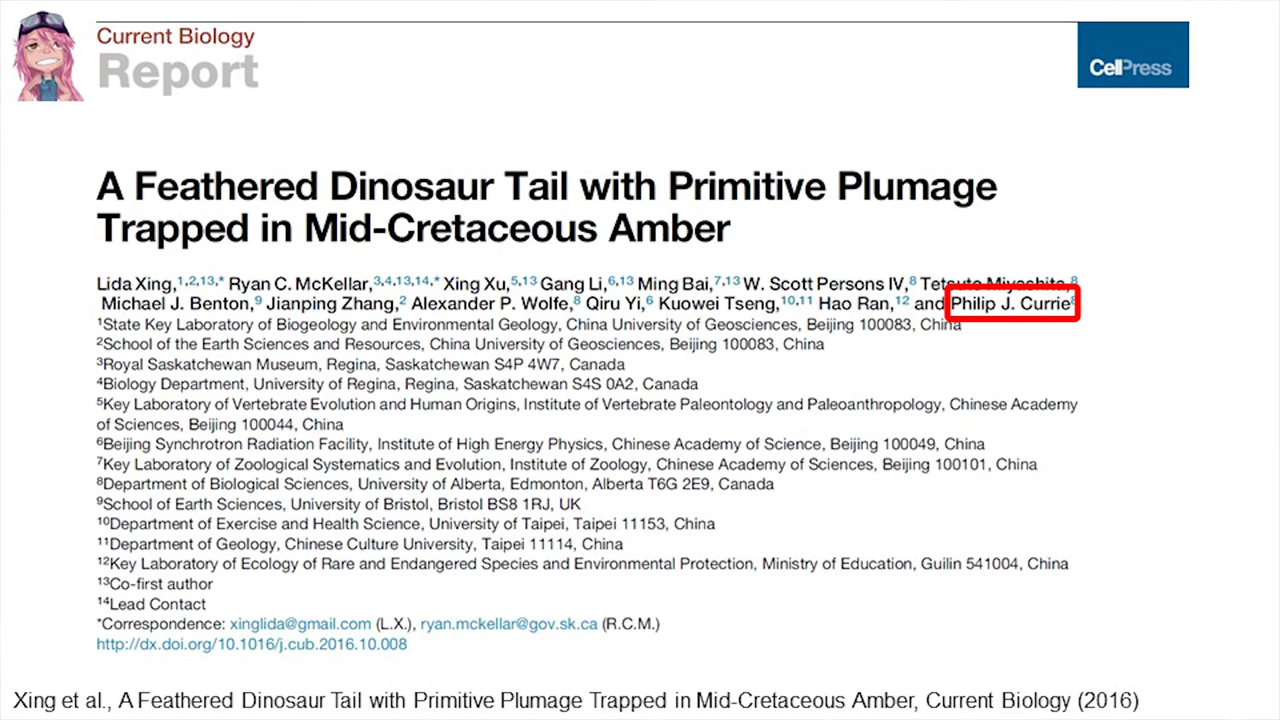 Current Biology
Report
CellPress
A Feathered Dinosaur Tail with Primitive Plumage
Trapped in Mid-Cretaceous Amber
Lida Xing,1,2,13,* Ryan C. McKellar,3,4,13,14,* Xing Xu,5,13 Gang Li,6,13 Ming Bai,7,13 W. Scott Persons IV,8 Tetsuto Miyashita,8
Michael J. Benton,9 Jianping Zhang,2 Alexander P. Wolfe,8 Qiru Yi,6 Kuowei Tseng,10,11 Hao Ran,12 and Philip J. Currie8
1State Key Laboratory of Biogeology and Environmental Geology, China University of Geosciences, Beijing 100083, China
2School of the Earth Sciences and Resources, China University of Geosciences, Beijing 100083, China
3Royal Saskatchewan Museum, Regina, Saskatchewan S4P 4W7, Canada
4Biology Department, University of Regina, Regina, Saskatchewan S4S 0A2, Canada
5Key Laboratory of Vertebrate Evolution and Human Origins, Institute of Vertebrate Paleontology and Paleoanthropology, Chinese Academy
of Sciences, Beijing 100044, China
6Beijing Synchrotron Radiation Facility, Institute of High Energy Physics, Chinese Academy of Science, Beijing 100049, China
7Key Laboratory of Zoological Systematics and Evolution, Institute of Zoology, Chinese Academy of Sciences, Beijing 100101, China
8Department of Biological Sciences, University of Alberta, Edmonton, Alberta T6G 2E9, Canada
9School of Earth Sciences, University of Bristol, Bristol BS8 1RJ, UK
10Department of Exercise and Health Science, University of Taipei, Taipei 11153, China
11Department of Geology, Chinese Culture University, Taipei 11114, China
12Key Laboratory of Ecology of Rare and Endangered Species and Environmental Protection, Ministry of Education, Guilin 541004, China
13Co-first author
14Lead Contact
*Correspondence: xinglida@gmail.com (L.X.), ryan.mckellar@gov.sk.ca (R.C.M.)
http://dx.doi.org/10.1016/j.cub.2016.10.008
Xing et al., A Feathered Dinosaur Tail with Primitive Plumage Trapped in Mid-Cretaceous Amber, Current Biology (2016)